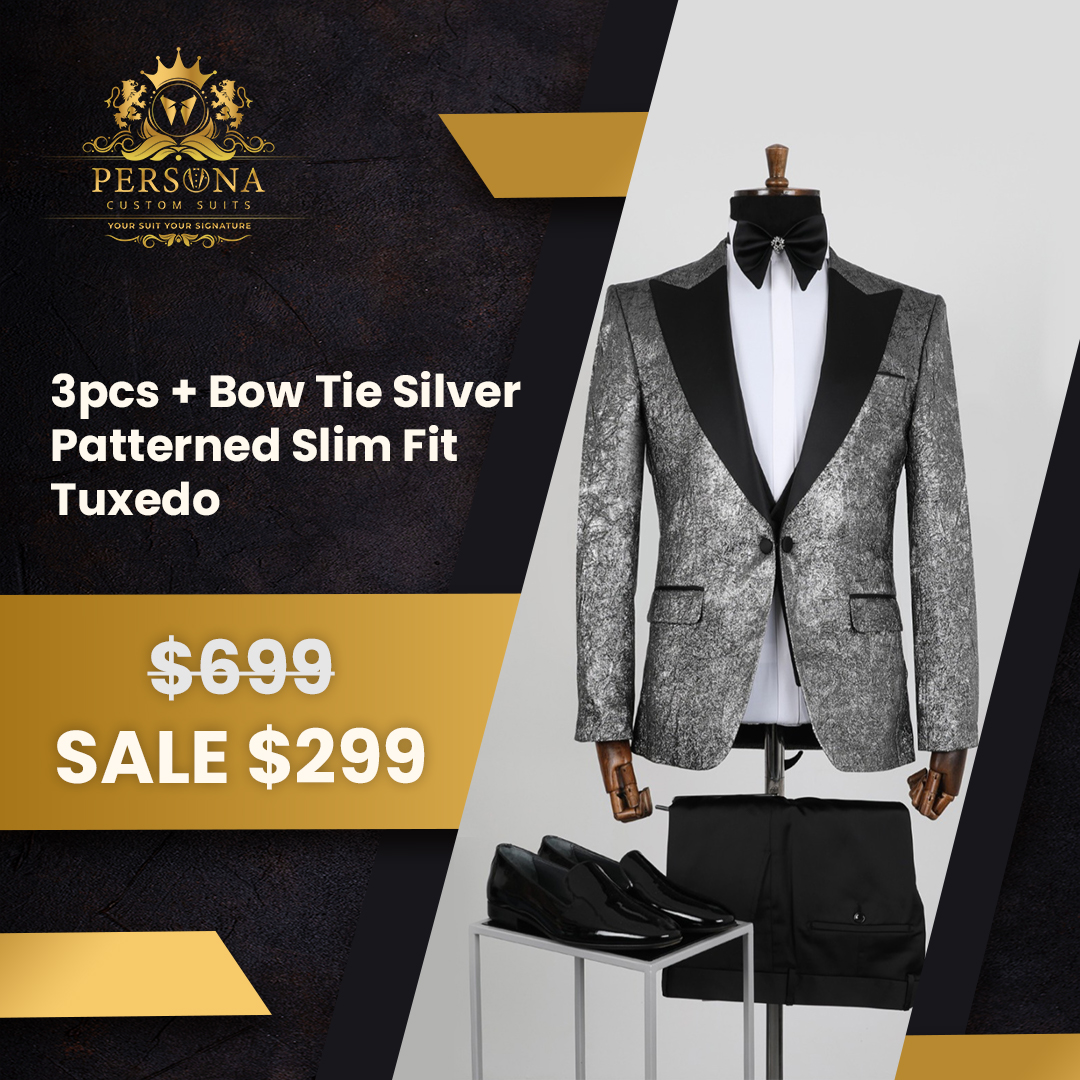 PERSONA
CUSTOM SUITS
YOUR SUIT YOUR SIGNATURE
3pcs + Bow Tie Silver
Patterned Slim Fit
Tuxedo
$699
SALE $299